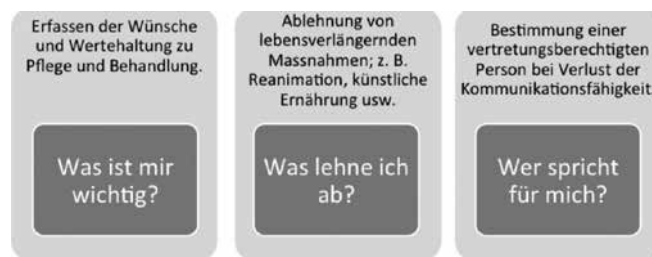 Erfassen der Wünsche
und Wertehaltung zu
Pflege und Behandlung.
Was ist mir
wichtig?
Ablehnung von
lebensverlängernden
Massnahmen; z. B.
Reanimation, künstliche
Ernährung usw.
Was lehne ich
ab?
Bestimmung einer
vertretungsberechtigten
Person bei Verlust der
Kommunikationsfähigkeit
Wer spricht
für mich?